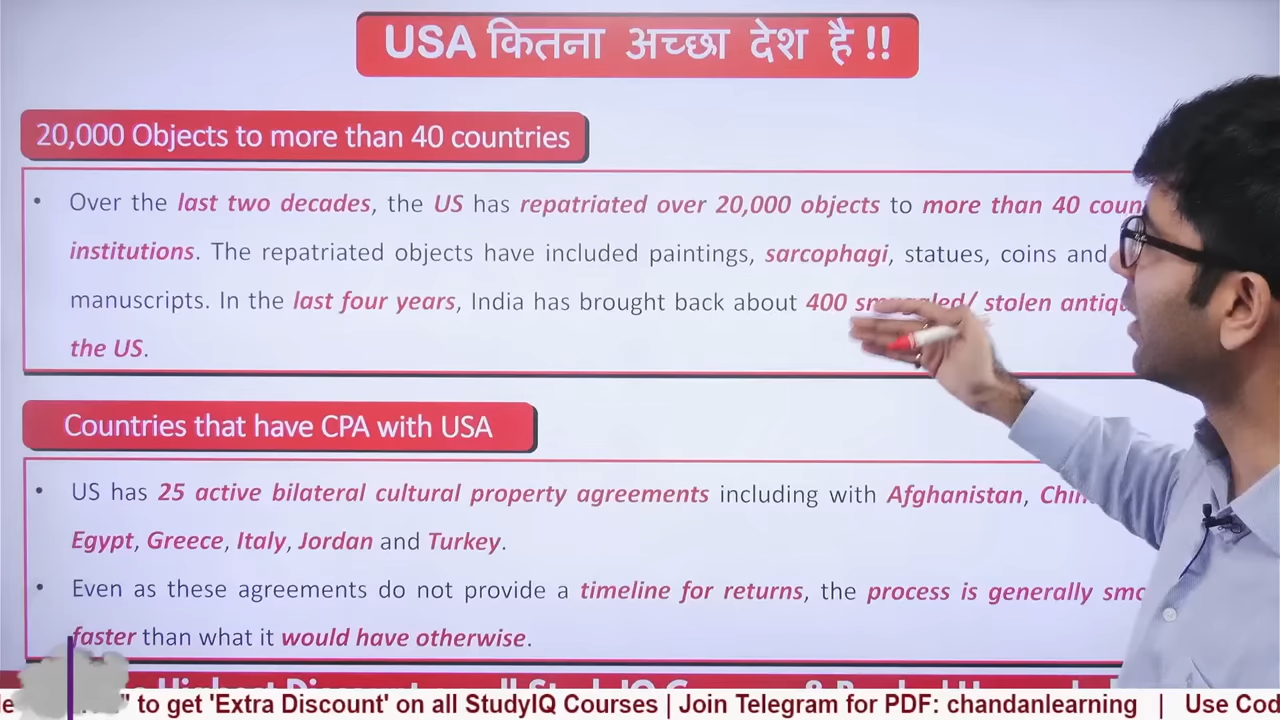 USA कितना अच्छा देश है !!
20,000 Objects to more than 40 countries
• Over the last two decades, the US has repatriated over 20,000 objects to more than 40
institutions. The repatriated objects have included paintings, sarcophagi, statues, coins and
manuscripts. In the last four years, India has brought back about 400 stolen
the US.
Countries that have CPA with USA
• US has 25 active bilateral cultural property agreements including with Afghanistan,
Egypt, Greece, Italy, Jordan and Turkey.
• Even as these agreements do not provide a timeline for returns, the process is generally
faster than what it would have otherwise.
to get 'Extra Discount' on all StudyIQ Courses | Join Telegram for PDF: chandanlearning | Use